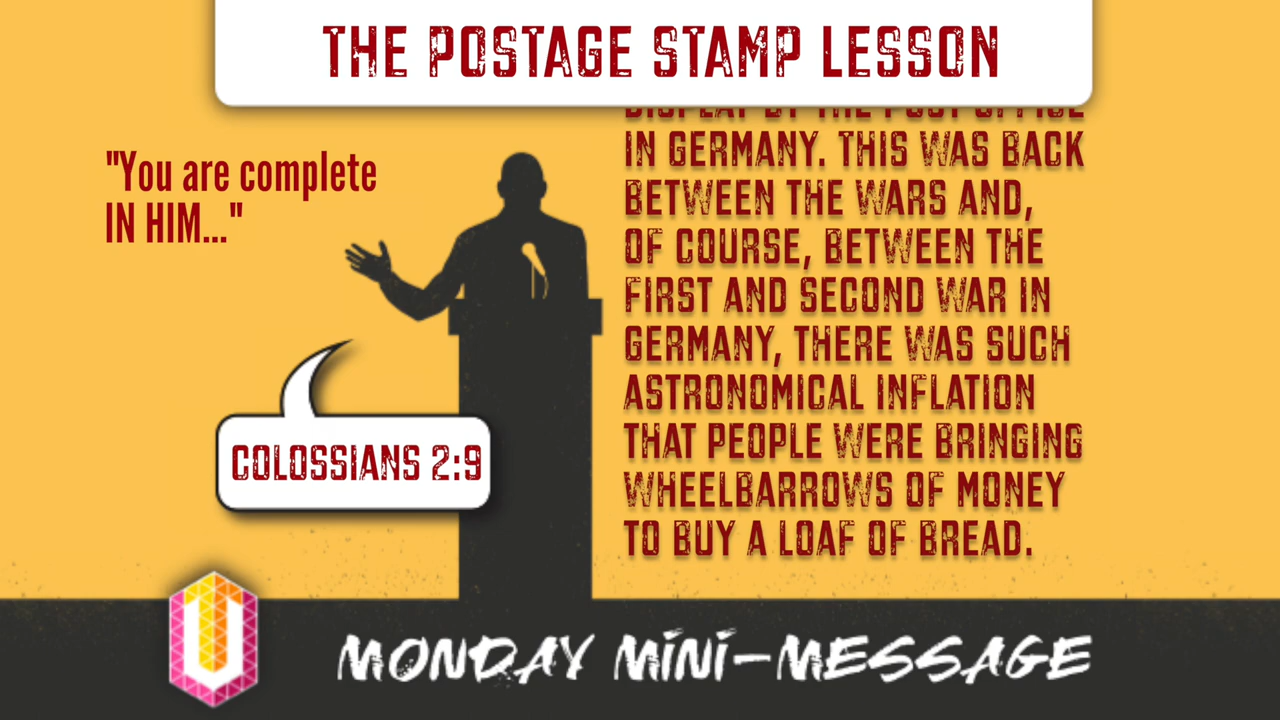 THE POSTAGE STAMP LESSON
"You are complete
IN HIM..."
COLOSSIANS 2:9
IN GERMANY. THIS WAS BACK
BETWEEN THE WARS AND,
OF COURSE, BETWEEN THE
FIRST AND SECOND WAR IN
GERMANY, THERE WAS SUCH
ASTRONOMICAL INFLATION
THAT PEOPLE WERE BRINGING
WHEELBARROWS OF MONEY
TO BUY A LOAF OF BREAD.
U
MONDAY MINI-MESSAGE